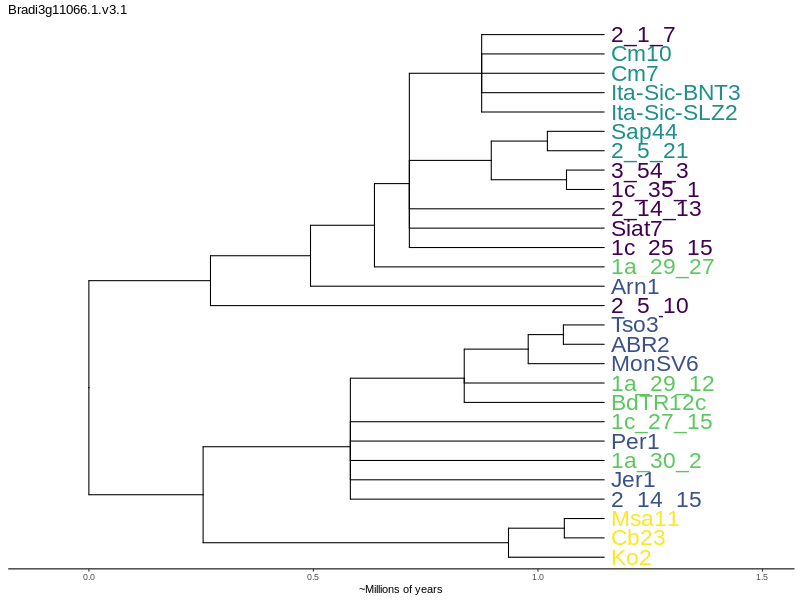 Bradi3g11066.1.v3.1
2_1_7
Cm10
Cm7
Ita-Sic-BNT3
Ita-Sic-SLZ2
Sap44
2_5_21
3_54_3
1c_35_1
2_14_13
Siat7
1c_25_15
1a_29_27
Arn1
2_5_10
Tso3
ABR2
MonSV6
1a_29_12
BdTR12c
1c_27_15
Per1
1a_30_2
Jer1
2_14_15
Msa11
Cb23
Ko2
0.0 0.5 1.0 1.5
~Millions of years